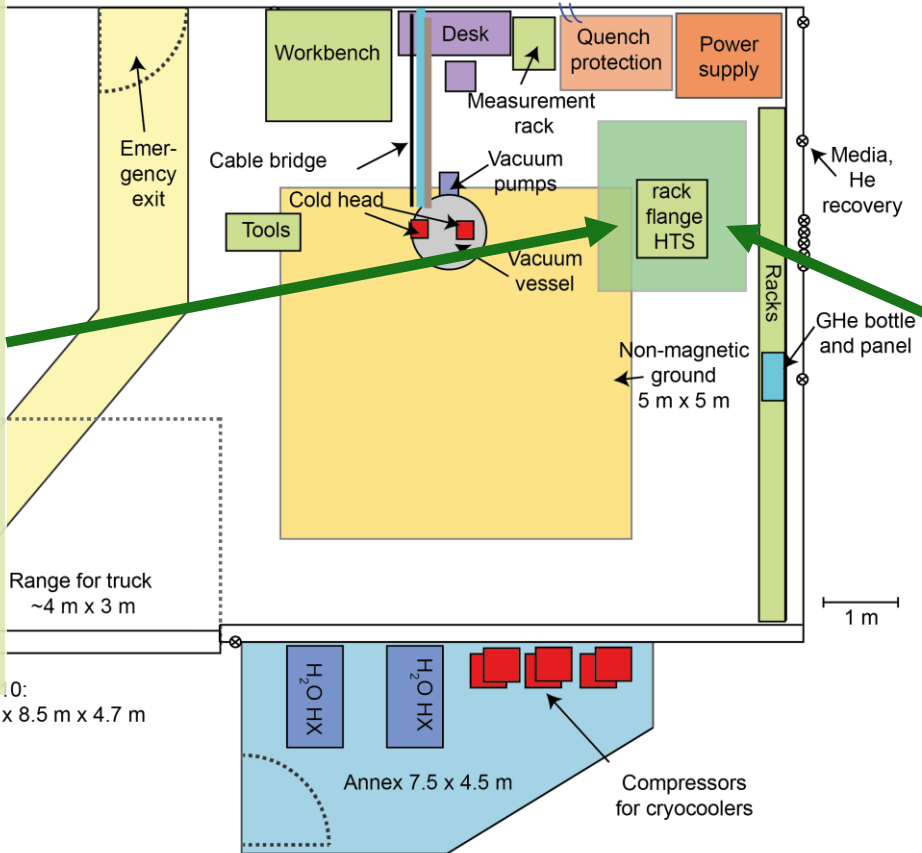 Workbench
Desk
Quench
protection
Power
supply
Measurement
rack
Emer-
gency
exit
Cable bridge
Vacuum
pumps
Media,
He
recovery
Cold head
rack
flange
HTS
Tools
Vacuum
vessel
Racks
GHe bottle
and panel
Non-magnetic
ground
5 m x 5 m
Range for truck
~4 m x 3 m
1 m
10:
x 8.5 m x 4.7 m
H2O HX
H2O HX
Annex 7.5 x 4.5 m
Compressors
for cryocoolers